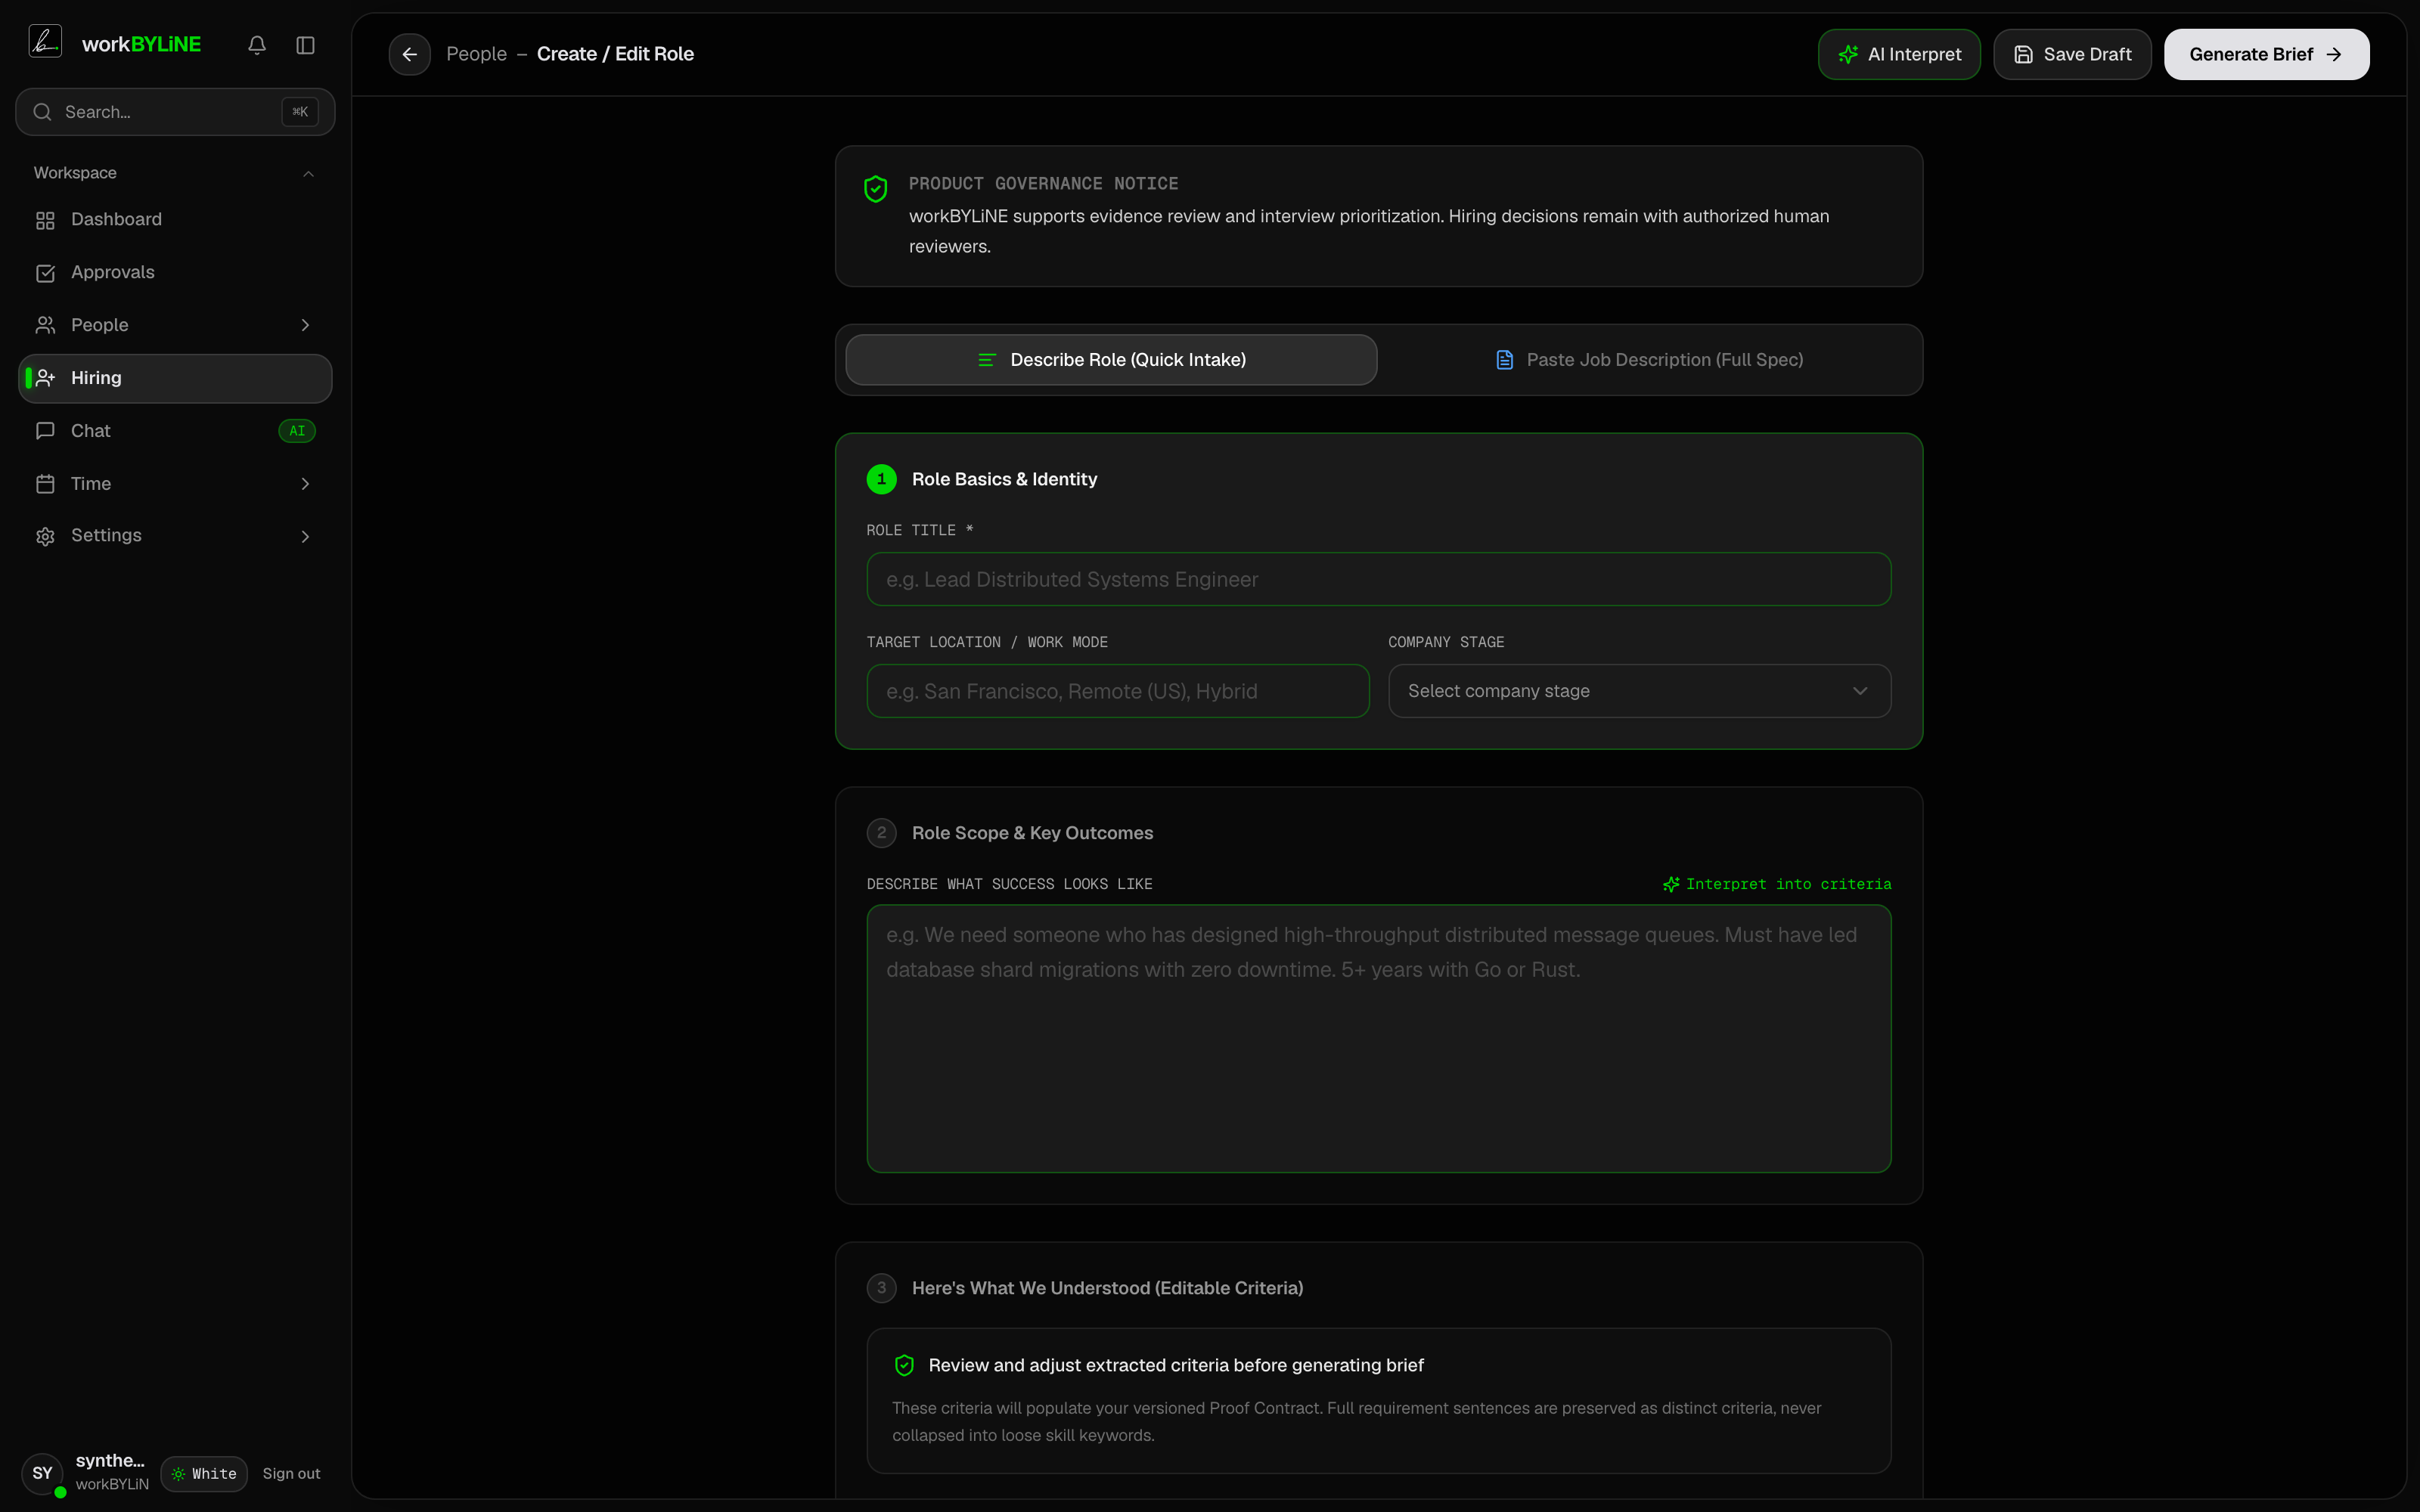 workBYLiNE
Search...
⌘K
Workspace
Dashboard
Approvals
People
Hiring
Chat
AI
Time
Settings
SY
synthe...
workBYLiN
White
Sign out
People – Create / Edit Role
AI Interpret
Save Draft
Generate Brief
PRODUCT GOVERNANCE NOTICE
workBYLiNE supports evidence review and interview prioritization. Hiring decisions remain with authorized human
reviewers.
Describe Role (Quick Intake)
Paste Job Description (Full Spec)
1 Role Basics & Identity
ROLE TITLE *
e.g. Lead Distributed Systems Engineer
TARGET LOCATION / WORK MODE
COMPANY STAGE
e.g. San Francisco, Remote (US), Hybrid
Select company stage
2 Role Scope & Key Outcomes
DESCRIBE WHAT SUCCESS LOOKS LIKE
Interpret into criteria
e.g. We need someone who has designed high-throughput distributed message queues. Must have led
database shard migrations with zero downtime. 5+ years with Go or Rust.
3 Here's What We Understood (Editable Criteria)
Review and adjust extracted criteria before generating brief
These criteria will populate your versioned Proof Contract. Full requirement sentences are preserved as distinct criteria, never
collapsed into loose skill keywords.